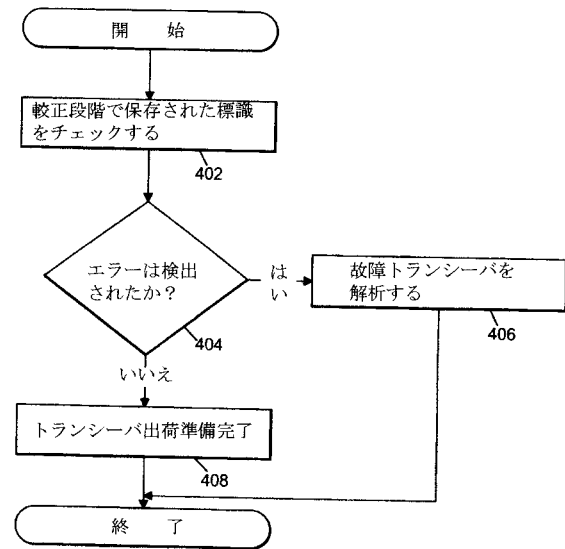 開 始
較正段階で保存された標識
をチェックする
402
エラーは検出
されたか？
404
は
い
故障トランシーバを
解析する
406
いいえ
トランシーバ出荷準備完了
408
終 了